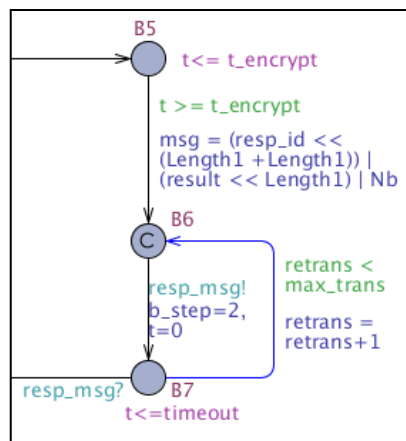 B5
t<= t_encrypt
t >= t_encrypt
msg = (resp_id <<
(Length1 +Length1)) |
(result << Length1) | Nb
B6
C
retrans <
max_trans
resp_msg!
b_step=2,
t=0
retrans =
retrans+1
resp_msg?
B7
t<=timeout